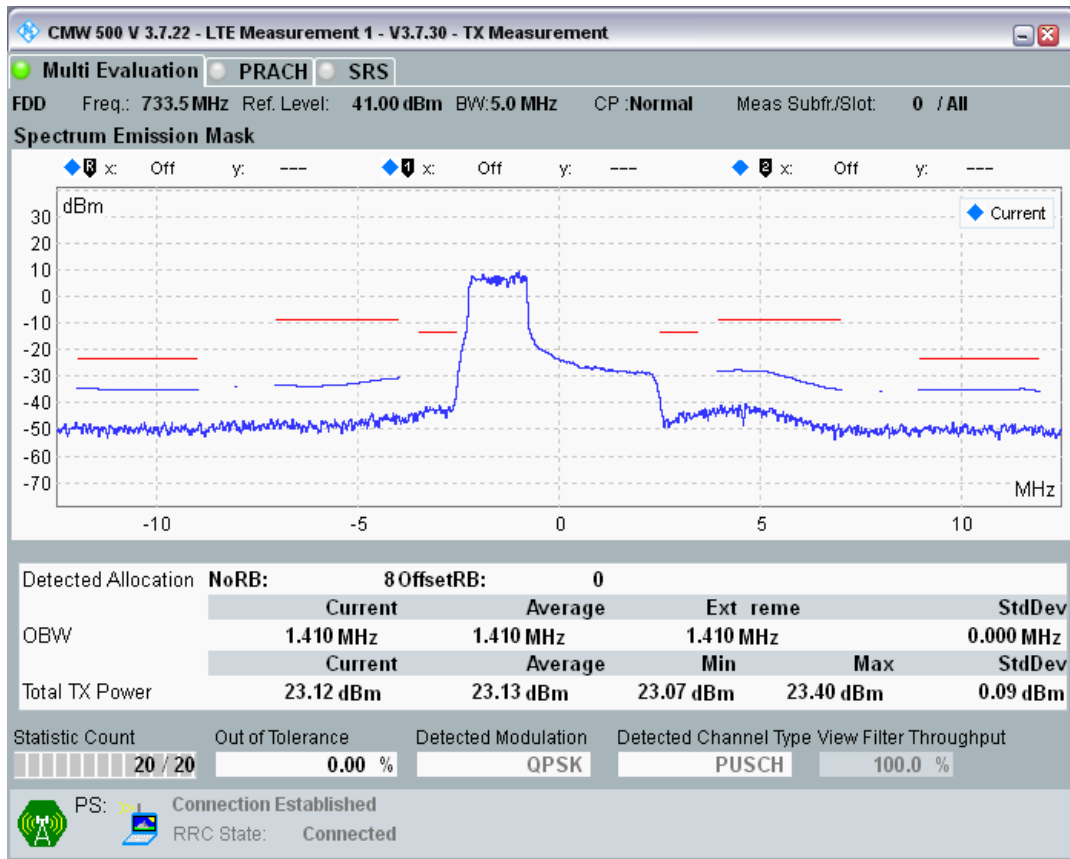 CMW 500 V 3.7.22 - LTE Measurement 1 - V3.7.30 - TX Measurement
Multi Evaluation PRACH SRS
FDD Freq.: 733.5 MHz Ref. Level: 41.00 dBm BW: 5.0 MHz CP :Normal Meas Subfr./Slot: 0 / All
Spectrum Emission Mask
R x: Off y: --- 1 x: Off y: --- 2 x: Off y: ---
dBm
Current
30
20
10
0
-10
-20
-30
-40
-50
-60
-70
MHz
-10 -5 0 5 10
Detected Allocation NoRB: 8 OffsetRB: 0
Current Average Ext reme StdDev
OBW 1.410 MHz 1.410 MHz 1.410 MHz 0.000 MHz
Current Average Min Max StdDev
Total TX Power 23.12 dBm 23.13 dBm 23.07 dBm 23.40 dBm 0.09 dBm
Statistic Count Out of Tolerance Detected Modulation Detected Channel Type View Filter Throughput
20 / 20 0.00 % QPSK PUSCH 100.0 %
PS: Connection Established
RRC State: Connected